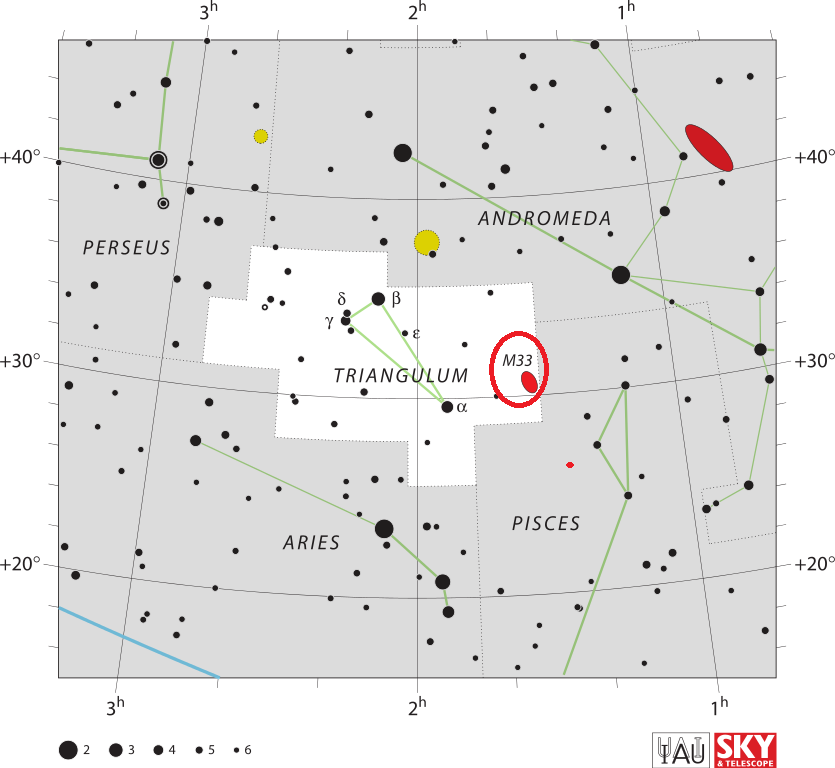 3h 2h 1h
+40° +40°
ANDROMEDA
PERSEUS
δ β
γ ε
+30° M33 +30°
TRIANGULUM
α
PISCES
ARIES
+20° +20°
3h 2h 1h
2 3 4 5 6
IAU SKY
& TELESCOPE